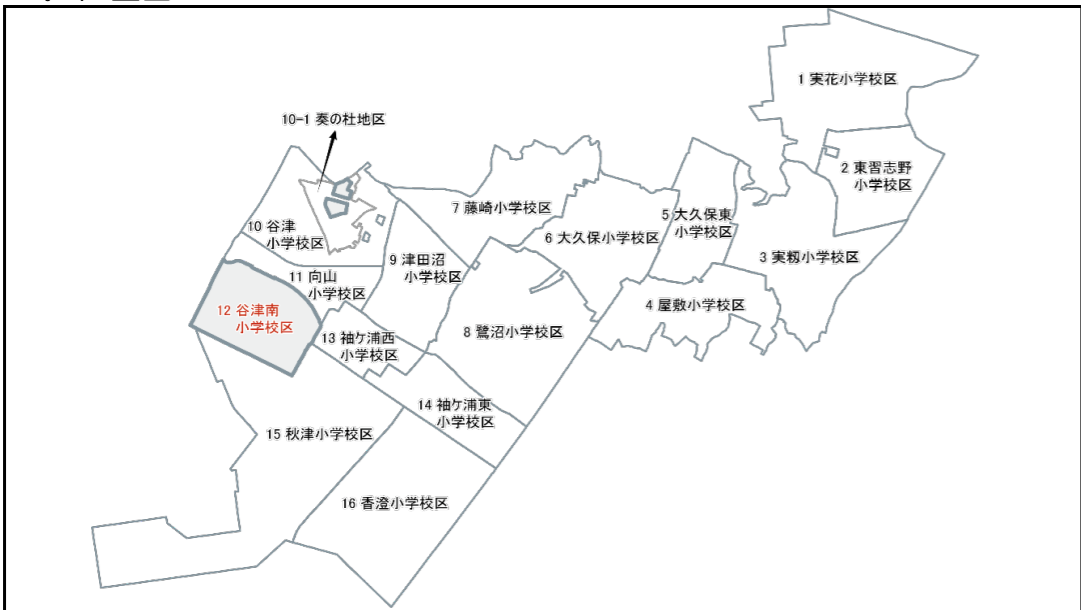 1 実花小学校区
10-1 奏の杜地区
2 東習志野
小学校区
7 藤崎小学校区
5 大久保東
小学校区
10 谷津
小学校区
6 大久保小学校区
9 津田沼
小学校区
3 実籾小学校区
11 向山
小学校区
4 屋敷小学校区
12 谷津南
小学校区
13 袖ケ浦西
小学校区
8 鷺沼小学校区
14 袖ケ浦東
小学校区
15 秋津小学校区
16 香澄小学校区